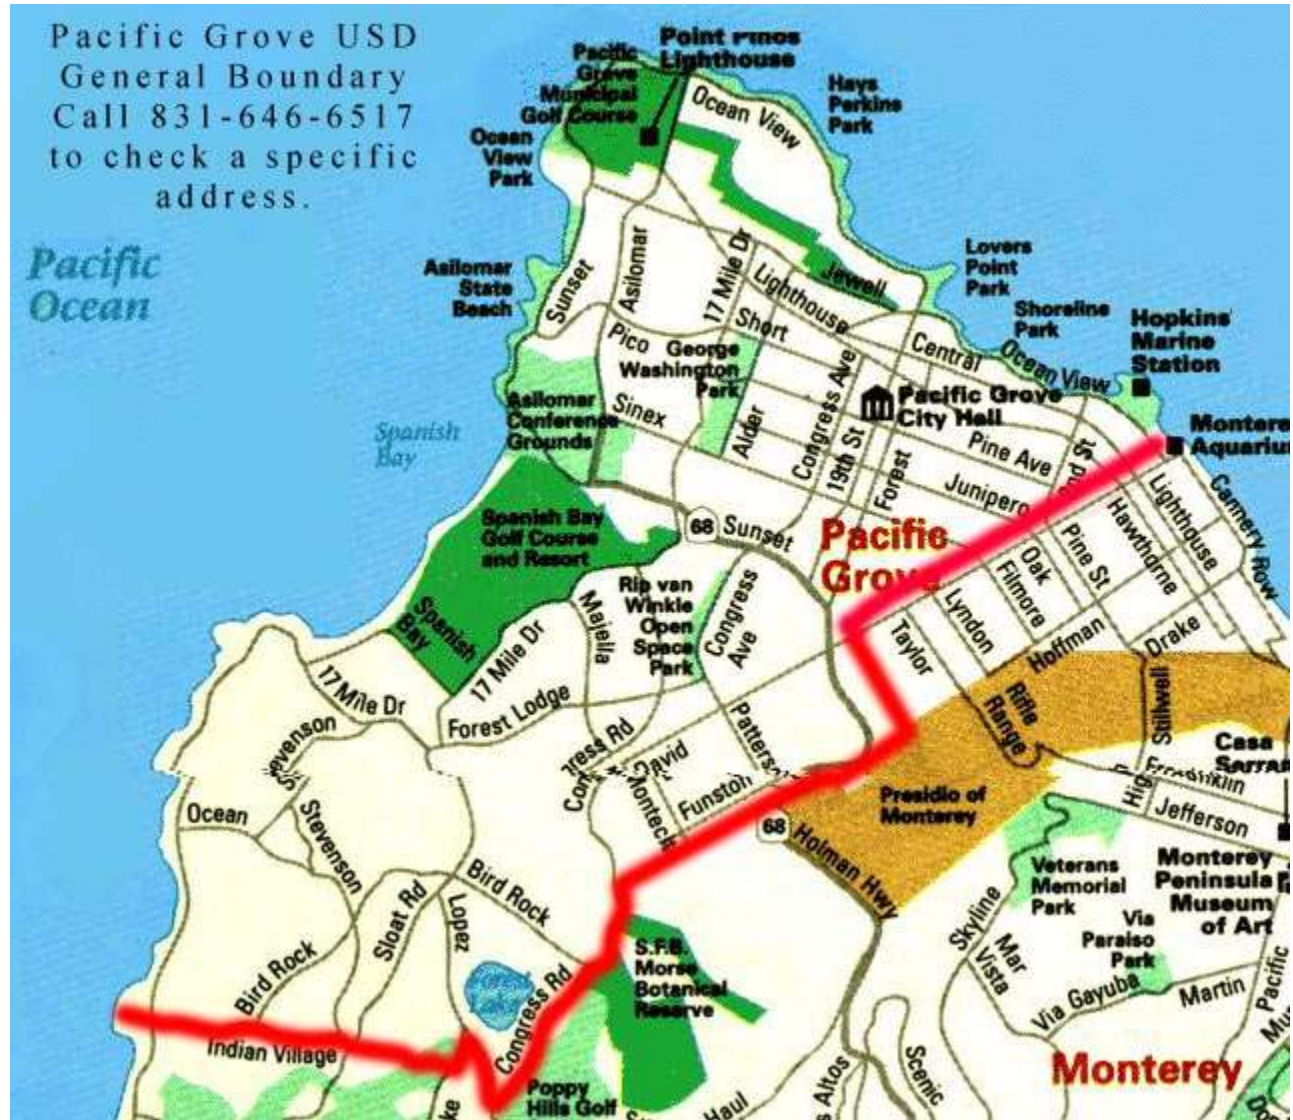 Pacific Grove USD
General Boundary
Call 831-646-6517
to check a specific
address.
Pacific
Ocean
Point Pinos
Lighthouse
Pacific
Grove
Municipal
Golf Course
Ocean
View
Park
Ocean View
Hays
Perkins
Park
Asilomar
State
Beach
Sunset
Asilomar
17 Mile Dr
Lighthouse
Jewell
Lovers
Point
Park
Shoreline
Park
Hopkins
Marine
Station
Pico
Short
George
Washington
Park
Central
Ocean View
Congress Ave
Pacific Grove
City Hall
Asilomar
Conference
Grounds
Sinex
Alder
19th St
Forest
Pine Ave
Junipero
Montere
Aquarium
Spanish
Bay
Spanish Bay
Golf Course
and Resort
68
Sunset
Pacific
Grove
Hawthorne
Lighthouse
Cannery Row
Pine St
Oak
Filmore
Lyndon
Taylor
Hoffman
Drake
Rip van
Winkle
Open
Space
Park
Congress
Ave
Majella
Spanish
Bay
17 Mile Dr
17 Mile Dr
Forest Lodge
Stevenson
Rifle
Range
Stillwell
Casa
David
Funston
Ocean
Stevenson
68
Holman Hwy
Presidio of
Monterey
Jefferson
Bird Rock
Sloat Rd
Lopez
Veterans
Memorial
Park
Monterey
Peninsula
Museum
of Art
Via
Paraiso
Park
Skyline
Mar
Vista
Via Gayuba
Martin
Pacific
S.F.B.
Morse
Botanical
Reserve
Bird Rock
Forest
Lake
Congress Rd
Indian Village
Poppy
Hills Golf
Monterey
Altos
Scenic
Haul